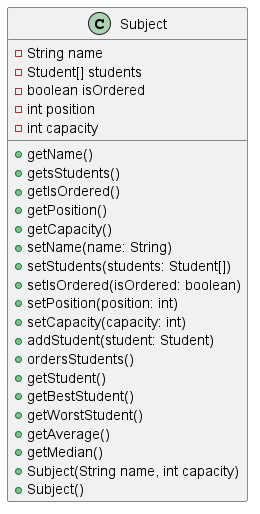 C Subject
String name
Student[] students
boolean isOrdered
int position
int capacity
getName()
getsStudents()
getIsOrdered()
getPosition()
getCapacity()
setName(name: String)
setStudents(students: Student[])
setIsOrdered(isOrdered: boolean)
setPosition(position: int)
setCapacity(capacity: int)
addStudent(student: Student)
ordersStudents()
getStudent()
getBestStudent()
getWorstStudent()
getAverage()
getMedian()
Subject(String name, int capacity)
Subject()